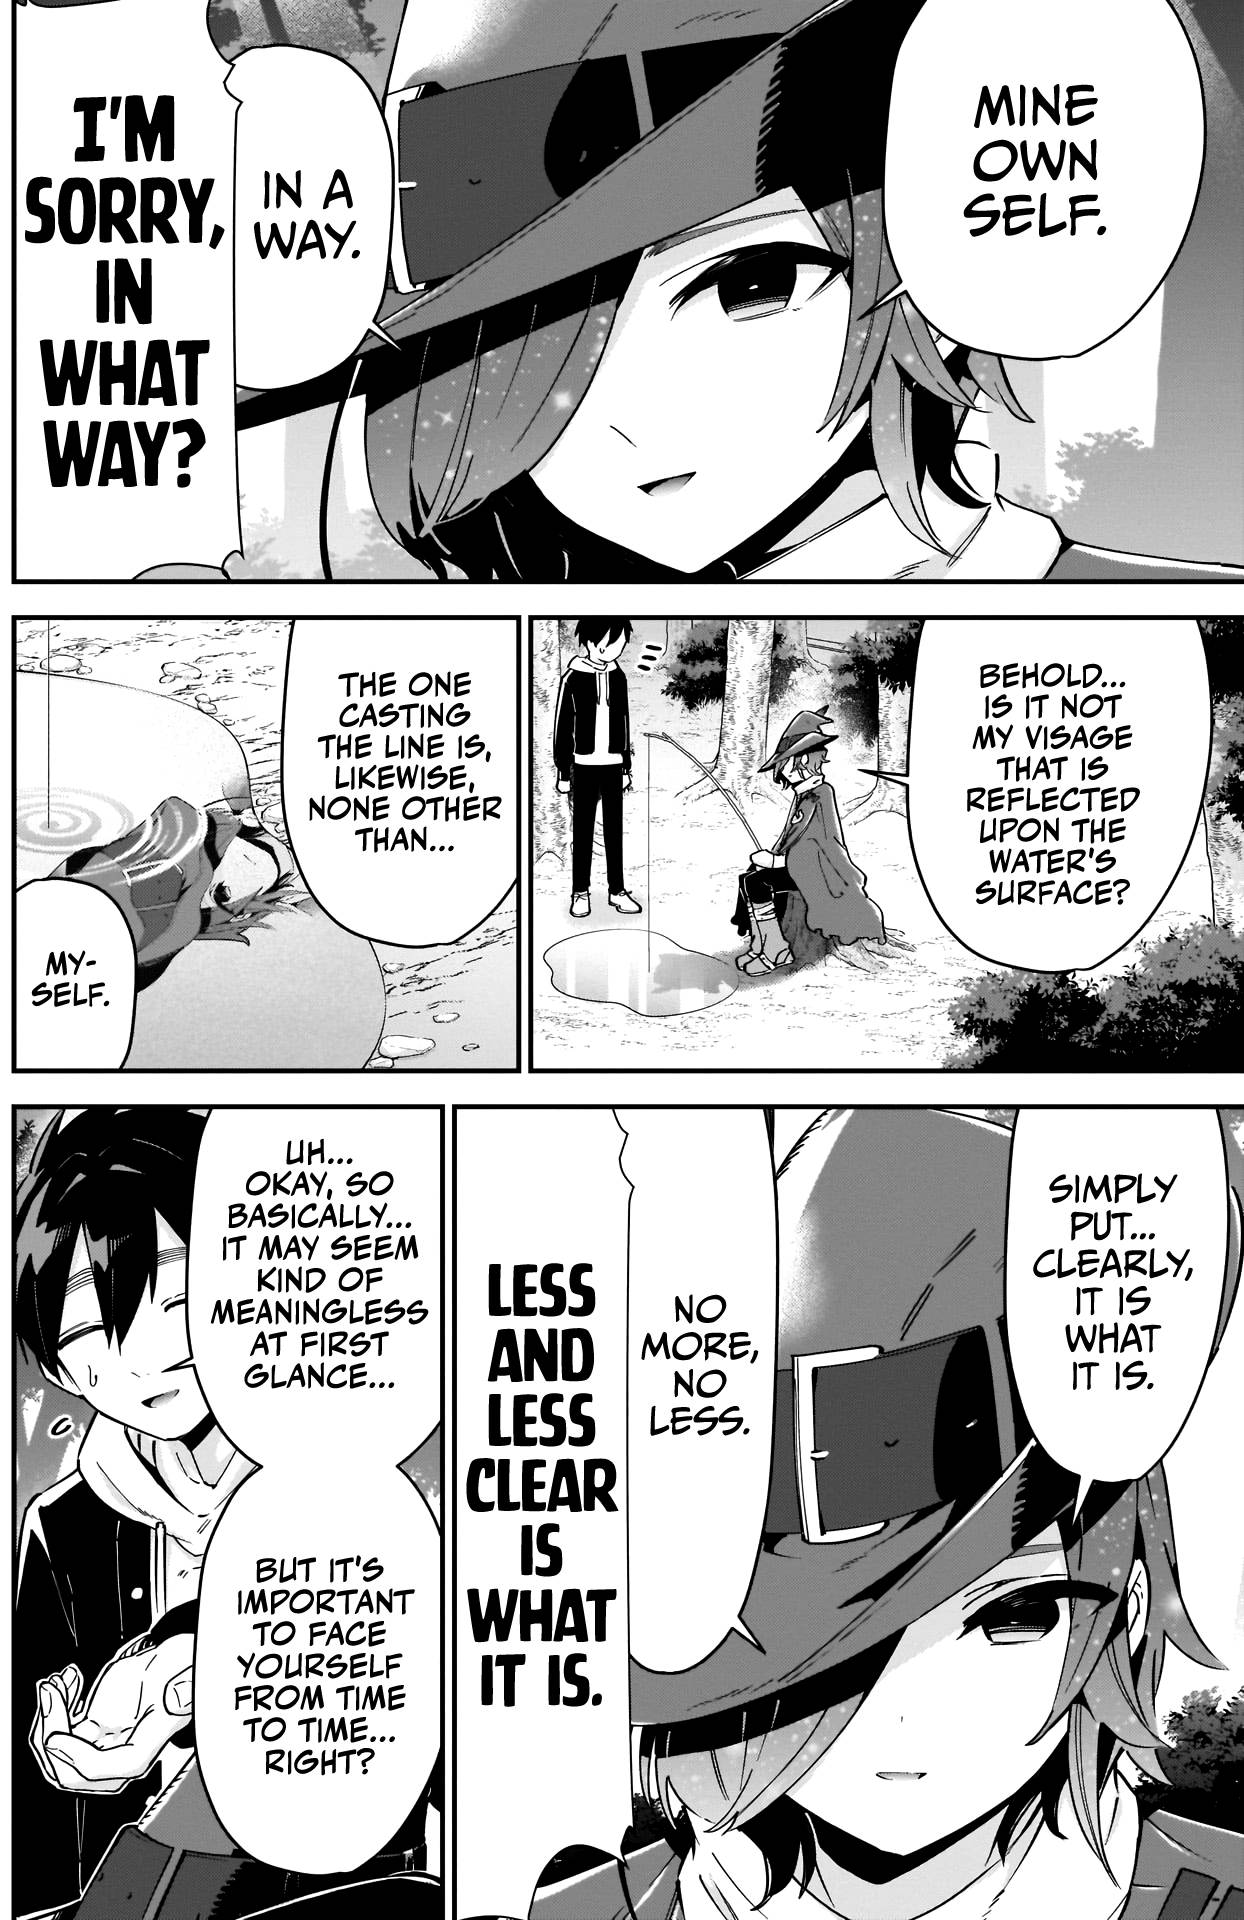 MINE
OWN
SELF.
IN A
WAY.
I'M
SORRY,
IN
WHAT
WAY?
BEHOLD...
IS IT NOT
MY VISAGE
THAT IS
REFLECTED
UPON THE
WATER'S
SURFACE?
THE ONE
CASTING
THE LINE IS,
LIKEWISE,
NONE OTHER
THAN...
MY-
SELF.
SIMPLY
PUT...
CLEARLY,
IT IS
WHAT
IT IS.
NO
MORE,
NO
LESS.
LESS
AND
LESS
CLEAR
IS
WHAT
IT IS.
UH...
OKAY, SO
BASICALLY...
IT MAY SEEM
KIND OF
MEANINGLESS
AT FIRST
GLANCE...
BUT IT'S
IMPORTANT
TO FACE
YOURSELF
FROM TIME
TO TIME...
RIGHT?